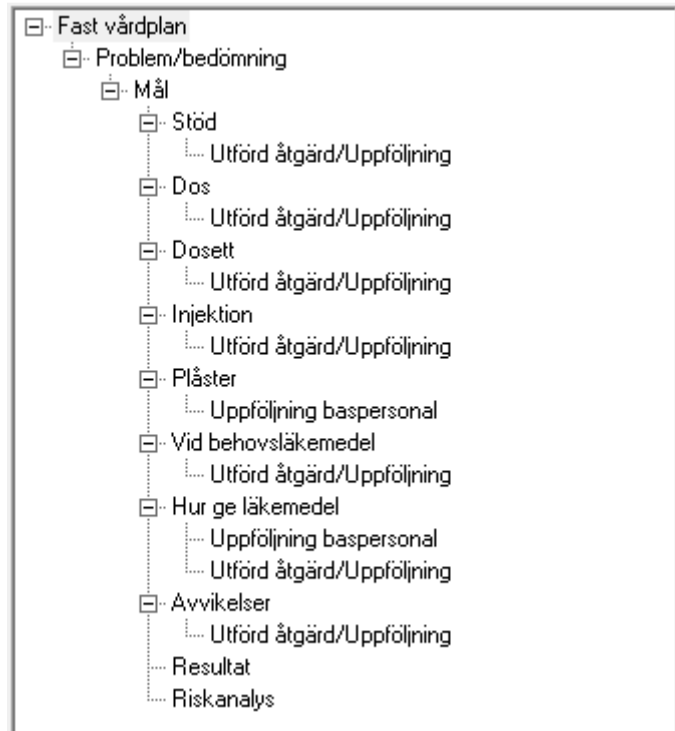 Fast vårdplan
Problem/bedömning
Mål
Stöd
Utförd åtgärd/Uppföljning
Dos
Utförd åtgärd/Uppföljning
Dosett
Utförd åtgärd/Uppföljning
Injektion
Utförd åtgärd/Uppföljning
Plåster
Uppföljning baspersonal
Vid behovsläkemedel
Utförd åtgärd/Uppföljning
Hur ge läkemedel
Uppföljning baspersonal
Utförd åtgärd/Uppföljning
Avvikelser
Utförd åtgärd/Uppföljning
Resultat
Riskanalys